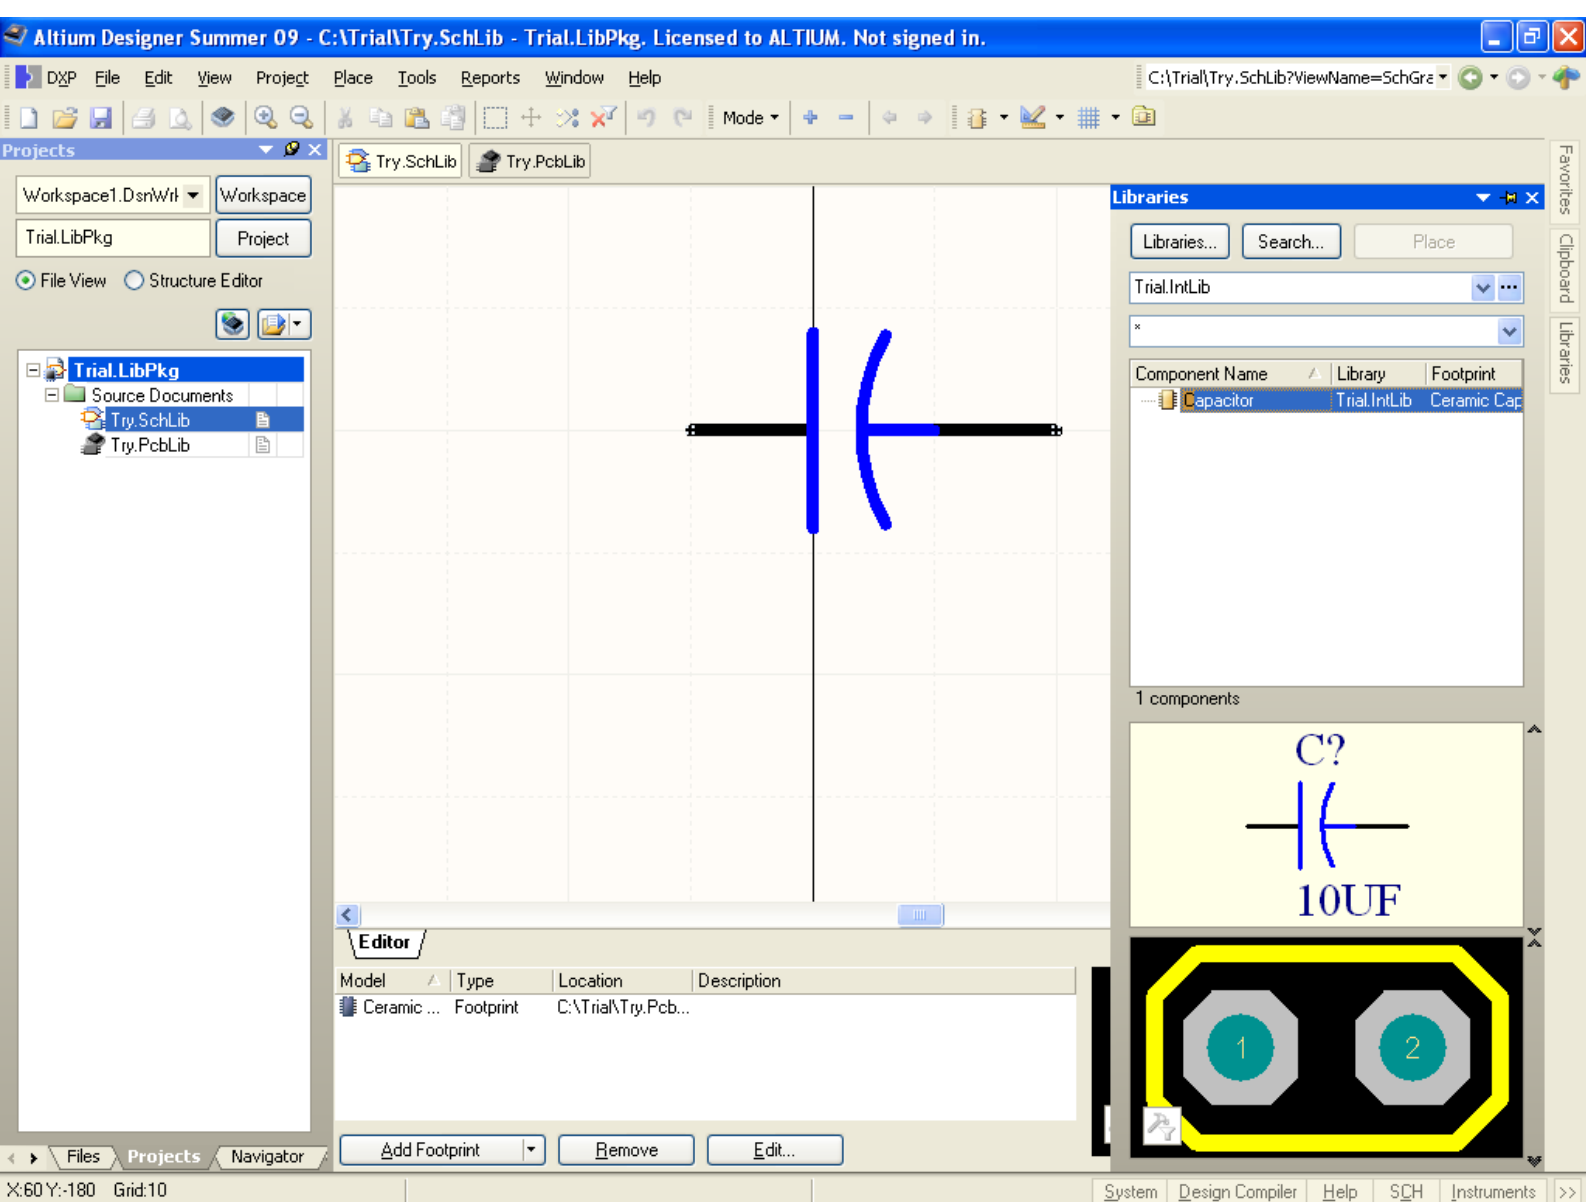 Altium Designer Summer 09 - C:\Trial\Try.SchLib - Trial.LibPkg. Licensed to ALTIUM. Not signed in.
DXP File Edit View Project Place Tools Reports Window Help
C:\Trial\Try.SchLib?ViewName=SchGra
Mode
Projects
Workspace1.DsnWrk Workspace
Trial.LibPkg Project
File View Structure Editor
Trial.LibPkg
Source Documents
Try.SchLib
Try.PcbLib
Files Projects Navigator
Try.SchLib Try.PcbLib
Editor
Model Type Location Description
Ceramic ... Footprint C:\Trial\Try.Pcb...
Add Footprint Remove Edit...
Libraries
Libraries... Search... Place
Trial.IntLib
*
Component Name Library Footprint
Capacitor Trial.IntLib Ceramic Cap
1 components
C?
10UF
1 2
Favorites
Clipboard
Libraries
X:60 Y:-180 Grid:10
System Design Compiler Help SCH Instruments >>